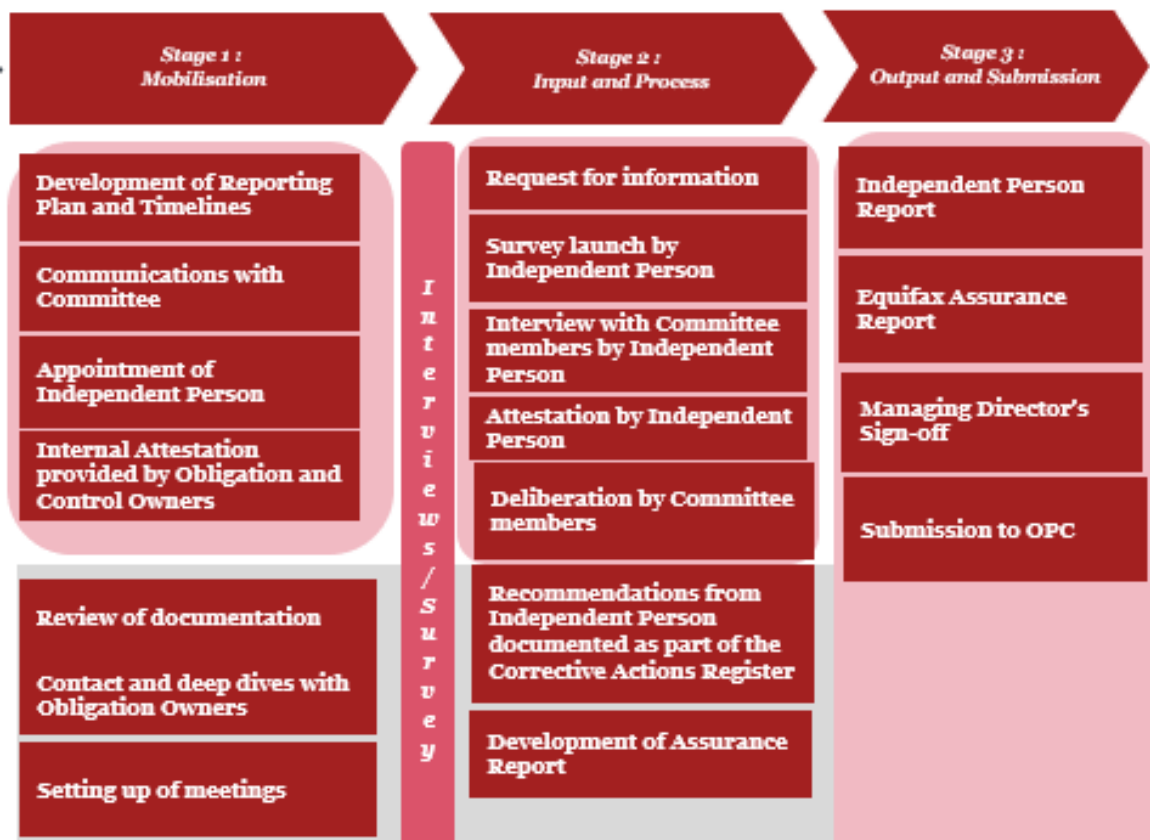 Stage 1 :
Mobilisation
Stage 2 :
Input and Process
Stage 3 :
Output and Submission
Development of Reporting
Plan and Timelines
Communications with
Committee
Appointment of
Independent Person
Internal Attestation
provided by Obligation and
Control Owners
Review of documentation
Contact and deep dives with
Obligation Owners
Setting up of meetings
Interviews/Survey
Request for information
Survey launch by
Independent Person
Interview with Committee
members by Independent
Person
Attestation by Independent
Person
Deliberation by Committee
members
Recommendations from
Independent Person
documented as part of the
Corrective Actions Register
Development of Assurance
Report
Independent Person
Report
Equifax Assurance
Report
Managing Director's
Sign-off
Submission to OPC